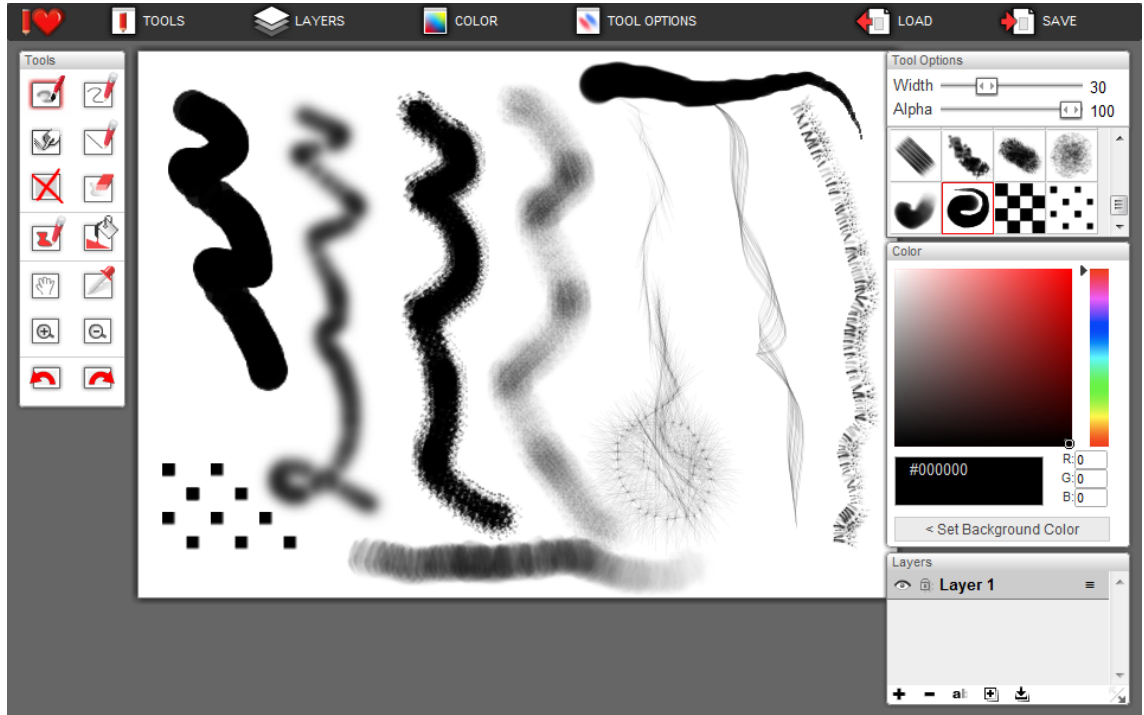 TOOLS LAYERS COLOR TOOL OPTIONS LOAD SAVE
Tools
Tool Options
Width 30
Alpha 100
Color
#000000
R: 0
G: 0
B: 0
< Set Background Color
Layers
Layer 1